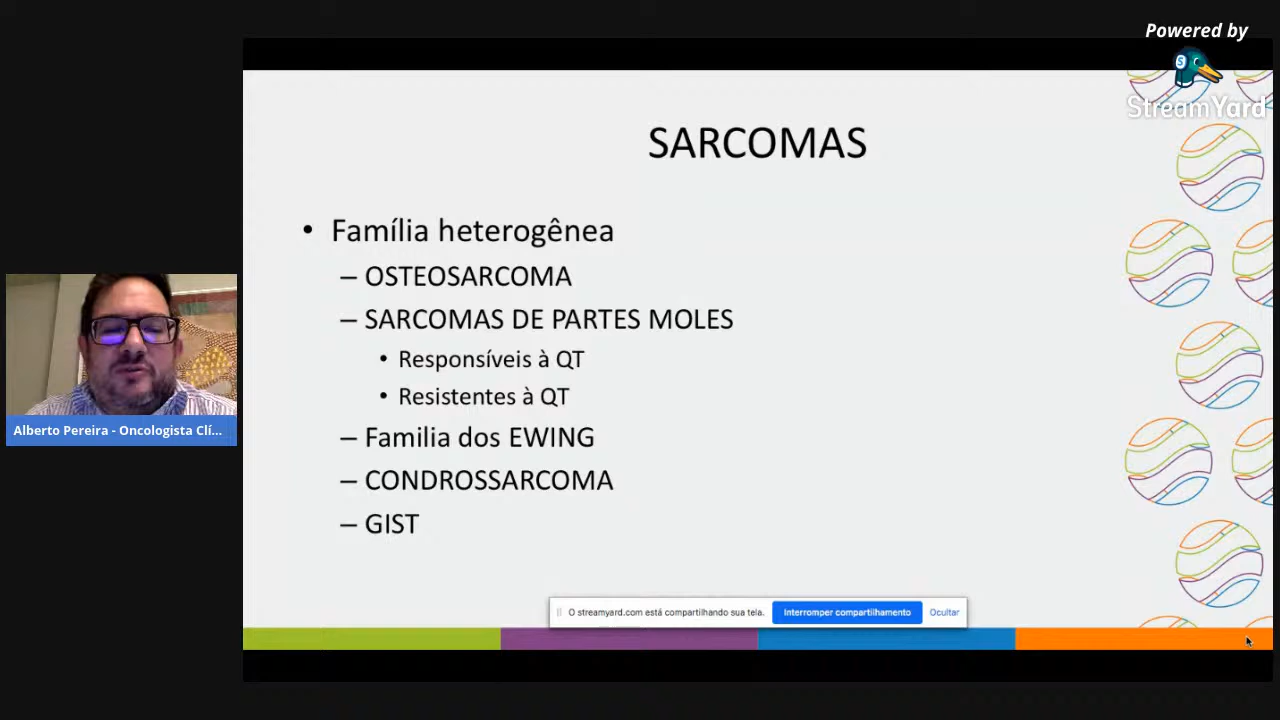 Powered by
StreamYard
SARCOMAS
• Família heterogênea
– OSTEOSARCOMA
– SARCOMAS DE PARTES MOLES
• Responsíveis à QT
• Resistentes à QT
– Familia dos EWING
– CONDROSSARCOMA
– GIST
Alberto Pereira - Oncologista Clí...
O streamyard.com está compartilhando sua tela. Interromper compartilhamento Ocultar